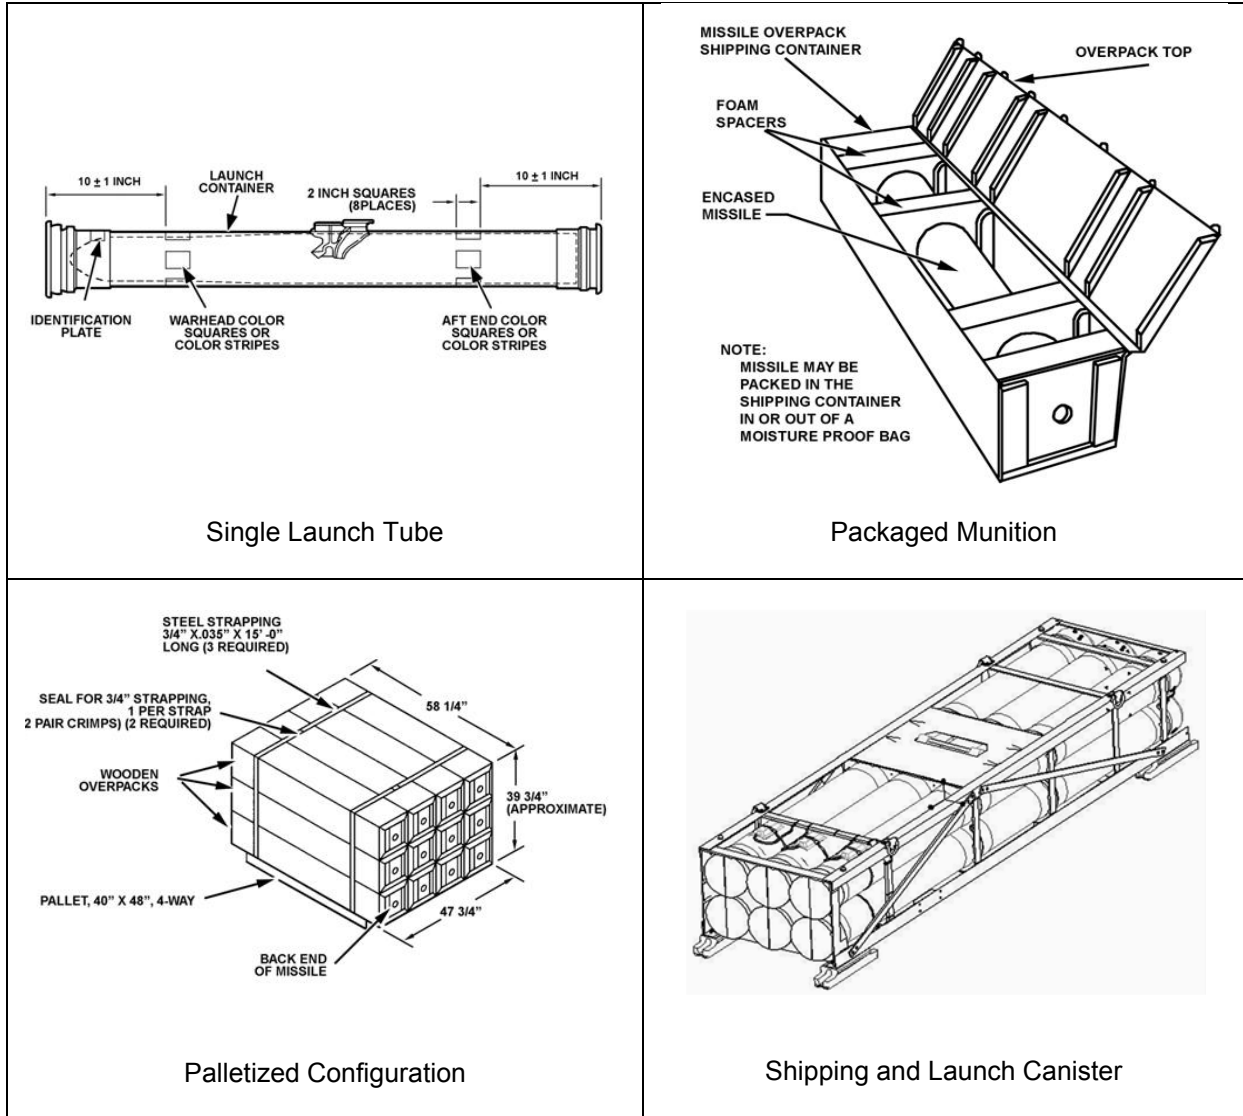 10 ± 1 INCH
LAUNCH
CONTAINER
2 INCH SQUARES
(8PLACES)
10 ± 1 INCH
IDENTIFICATION
PLATE
WARHEAD COLOR
SQUARES OR
COLOR STRIPES
AFT END COLOR
SQUARES OR
COLOR STRIPES
Single Launch Tube
MISSILE OVERPACK
SHIPPING CONTAINER
OVERPACK TOP
FOAM
SPACERS
ENCASED
MISSILE
NOTE:
MISSILE MAY BE
PACKED IN THE
SHIPPING CONTAINER
IN OR OUT OF A
MOISTURE PROOF BAG
Packaged Munition
STEEL STRAPPING
3/4" X.035" X 15' -0"
LONG (3 REQUIRED)
SEAL FOR 3/4" STRAPPING,
1 PER STRAP
2 PAIR CRIMPS) (2 REQUIRED)
58 1/4"
WOODEN
OVERPACKS
39 3/4"
(APPROXIMATE)
PALLET, 40" X 48", 4-WAY
47 3/4"
BACK END
OF MISSILE
Palletized Configuration
Shipping and Launch Canister